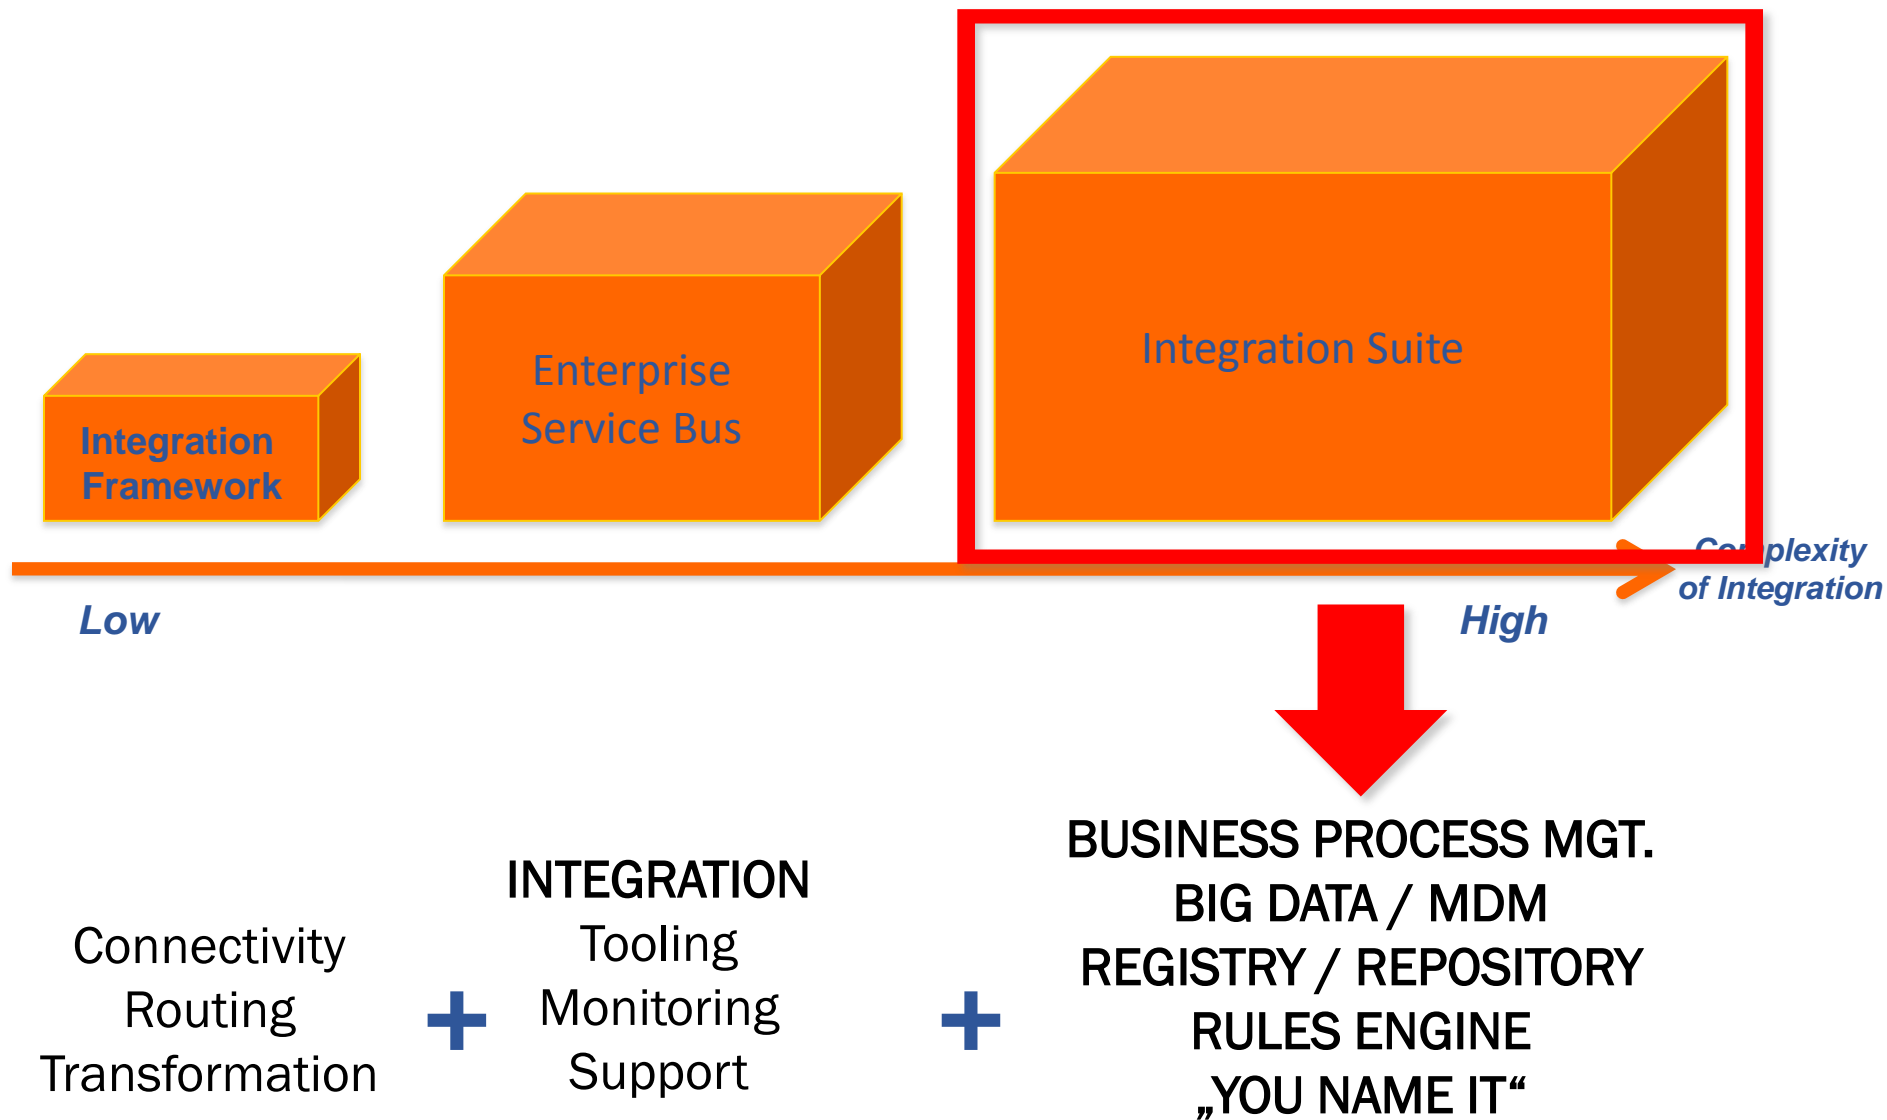 Integration
Framework
Enterprise
Service Bus
Integration Suite
Complexity
of Integration
Low
High
Connectivity
Routing
Transformation
+
INTEGRATION
Tooling
Monitoring
Support
+
BUSINESS PROCESS MGT.
BIG DATA / MDM
REGISTRY / REPOSITORY
RULES ENGINE
„YOU NAME IT“